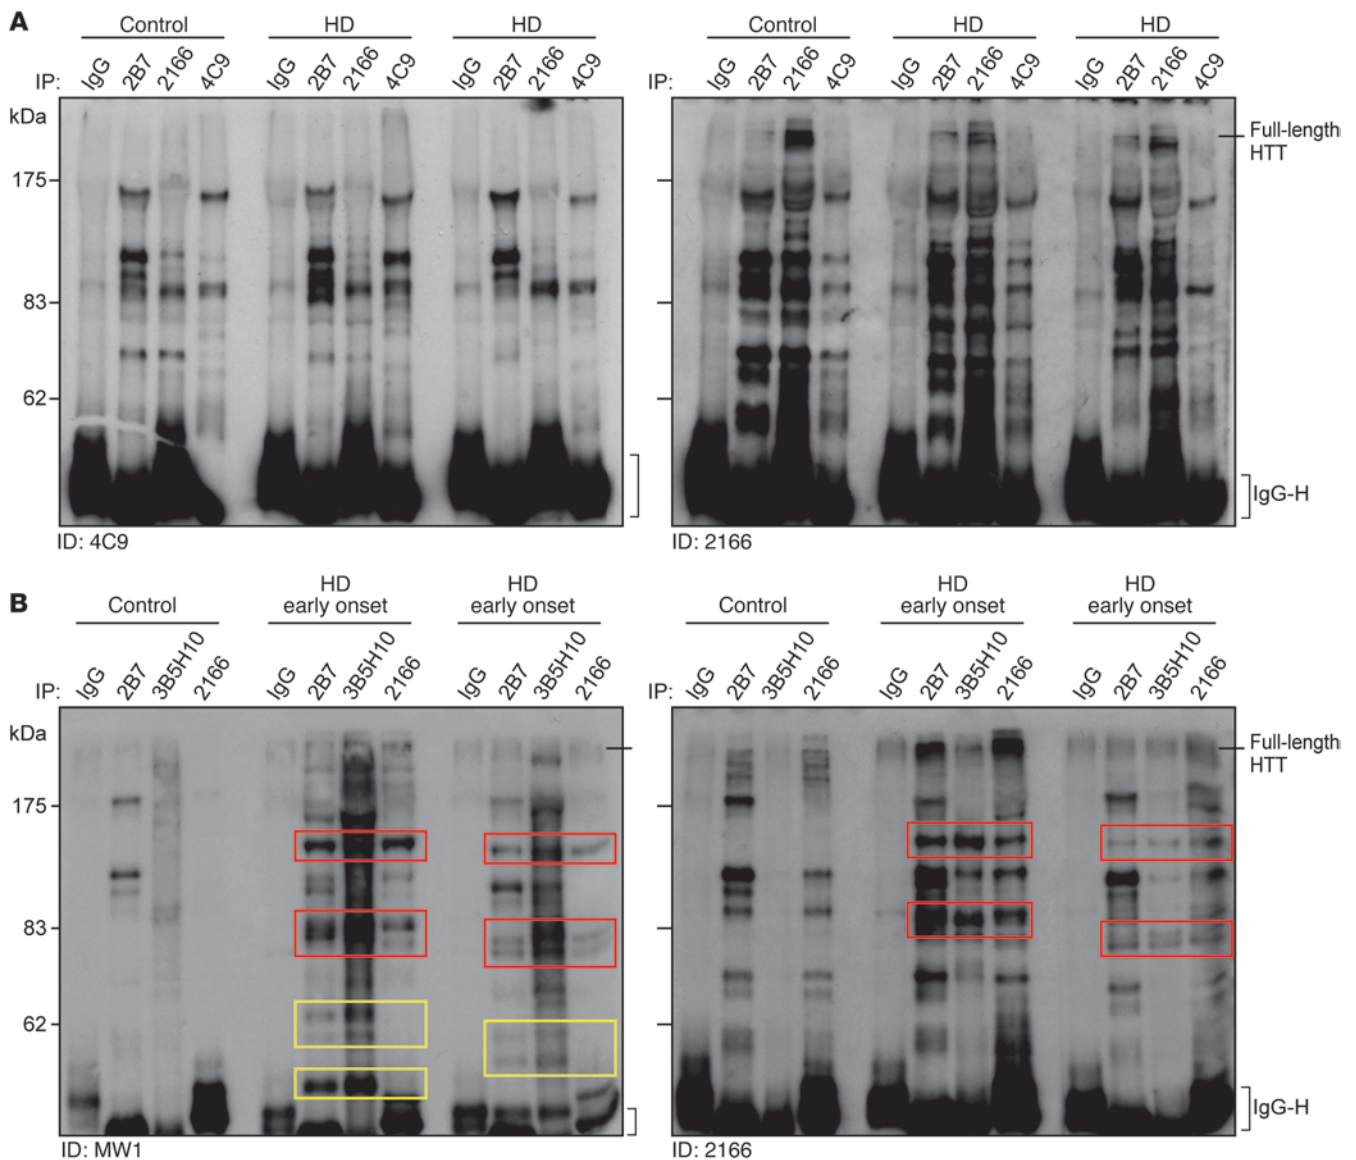 A
Control HD HD Control HD HD
IP: IgG 2B7 2166 4C9 IgG 2B7 2166 4C9 IgG 2B7 2166 4C9 IP: IgG 2B7 2166 4C9 IgG 2B7 2166 4C9 IgG 2B7 2166 4C9
kDa
Full-length
HTT
175
83
62
IgG-H
ID: 4C9 ID: 2166
B
Control HD early onset HD early onset Control HD early onset HD early onset
IP: IgG 2B7 3B5H10 2166 IgG 2B7 3B5H10 2166 IgG 2B7 3B5H10 2166 IP: IgG 2B7 3B5H10 2166 IgG 2B7 3B5H10 2166 IgG 2B7 3B5H10 2166
kDa
Full-length
HTT
175
83
62
IgG-H
ID: MW1 ID: 2166